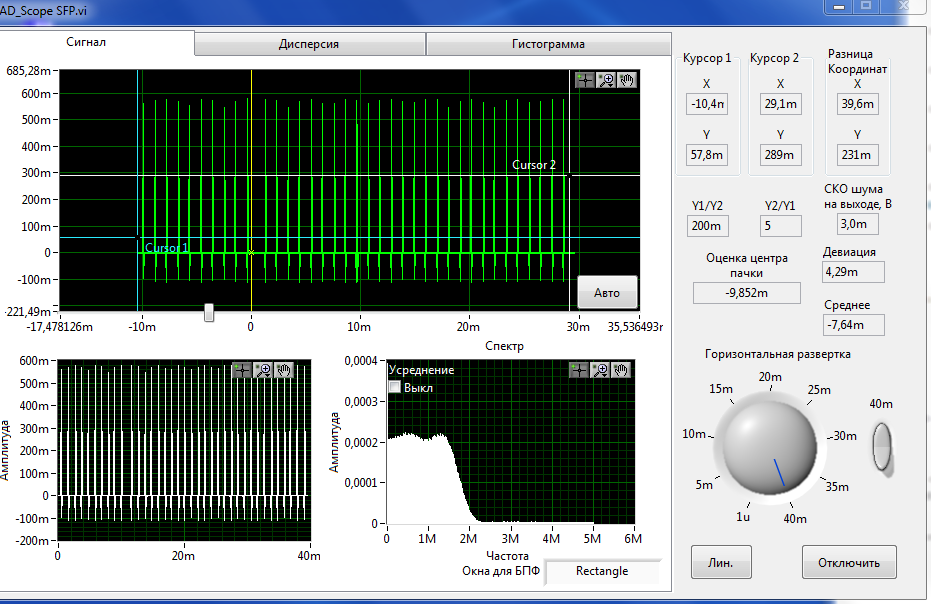 AD_Scope SFP.vi
Сигнал Дисперсия Гистограмма
685,28m
600m
500m
400m
300m
200m
100m
0
-100m
-221,49m
Cursor 2
Cursor 1
Авто
-17,478126m -10m 0 10m 20m 30m 35,536493m
Курсор 1 Курсор 2 Разница
Координат
X X X
-10,4m 29,1m 39,6m
Y Y Y
57,8m 289m 231m
Y1/Y2 Y2/Y1 СКО шума
на выходе, В
200m 5 3,0m
Оценка центра
пачки
-9,852m
Девиация
4,29m
Среднее
-7,64m
Спектр
Амплитуда
600m
500m
400m
300m
200m
100m
0
-100m
-200m
0 20m 40m
Амплитуда
0,0004
0,0003
0,0002
0,0001
0
Усреднение
Выкл
0 1M 2M 3M 4M 5M 6M
Частота
Окна для БПФ Rectangle
Горизонтальная развертка
1u 5m 10m 15m 20m 25m 30m 35m 40m
40m
Лин. Отключить